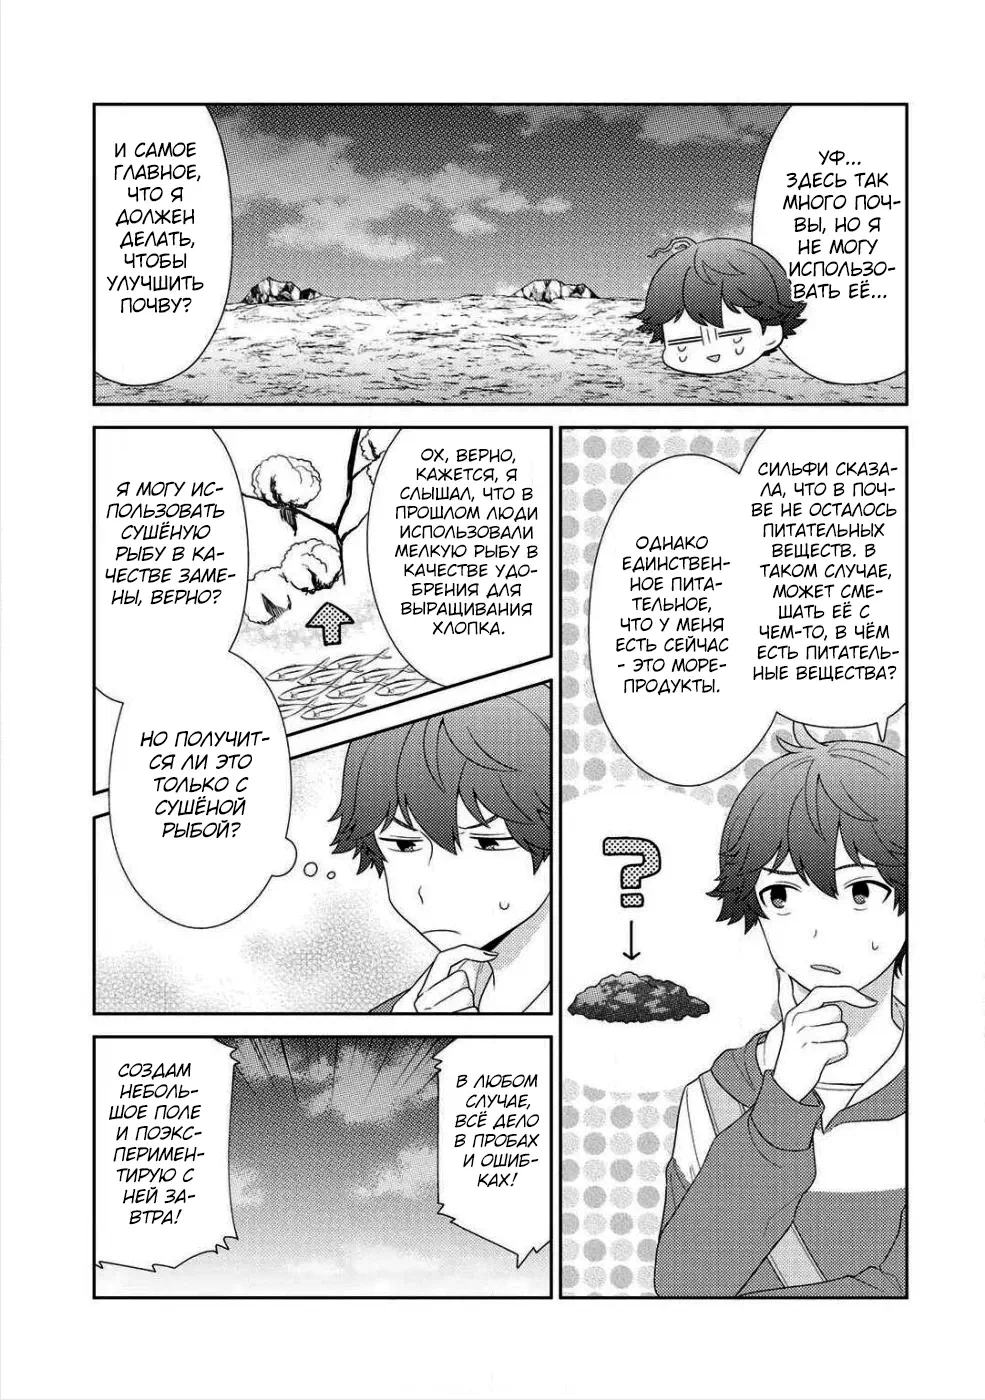 УФ...
ЗДЕСЬ ТАК
МНОГО ПОЧ-
ВЫ, НО Я
НЕ МОГУ
ИСПОЛЬЗО-
ВАТЬ ЕЁ...
И САМОЕ
ГЛАВНОЕ,
ЧТО Я
ДОЛЖЕН
ДЕЛАТЬ,
ЧТОБЫ
УЛУЧШИТЬ
ПОЧВУ?
СИЛЬФИ СКАЗА-
ЛА, ЧТО В ПОЧ-
ВЕ НЕ ОСТАЛОСЬ
ПИТАТЕЛЬНЫХ
ВЕЩЕСТВ. В
ТАКОМ СЛУЧАЕ,
МОЖЕТ СМЕ-
ШАТЬ ЕЁ С
ЧЕМ-ТО, В ЧЁМ
ЕСТЬ ПИТАТЕЛЬ-
НЫЕ ВЕЩЕСТВА?
ОДНАКО
ЕДИНСТВЕН-
НОЕ ПИТА-
ТЕЛЬНОЕ,
ЧТО У МЕНЯ
ЕСТЬ СЕЙЧАС
- ЭТО МОРЕ-
ПРОДУКТЫ.
?
ОХ, ВЕРНО,
КАЖЕТСЯ, Я
СЛЫШАЛ, ЧТО В
ПРОШЛОМ ЛЮДИ
ИСПОЛЬЗОВАЛИ
МЕЛКУЮ РЫБУ В
КАЧЕСТВЕ УДО-
БРЕНИЯ ДЛЯ
ВЫРАЩИВАНИЯ
ХЛОПКА.
Я МОГУ ИС-
ПОЛЬЗОВАТЬ
СУШЁНУЮ
РЫБУ В КА-
ЧЕСТВЕ ЗАМЕ-
НЫ, ВЕРНО?
НО ПОЛУЧИТ-
СЯ ЛИ ЭТО
ТОЛЬКО С
СУШЁНОЙ
РЫБОЙ?
В ЛЮБОМ
СЛУЧАЕ,
ВСЁ ДЕЛО
В ПРОБАХ
И ОШИБ-
КАХ!
СОЗДАМ
НЕБОЛЬ-
ШОЕ ПОЛЕ
И ПОЭКС-
ПЕРИМЕН-
ТИРУЮ С
НЕЙ ЗА-
ВТРА!